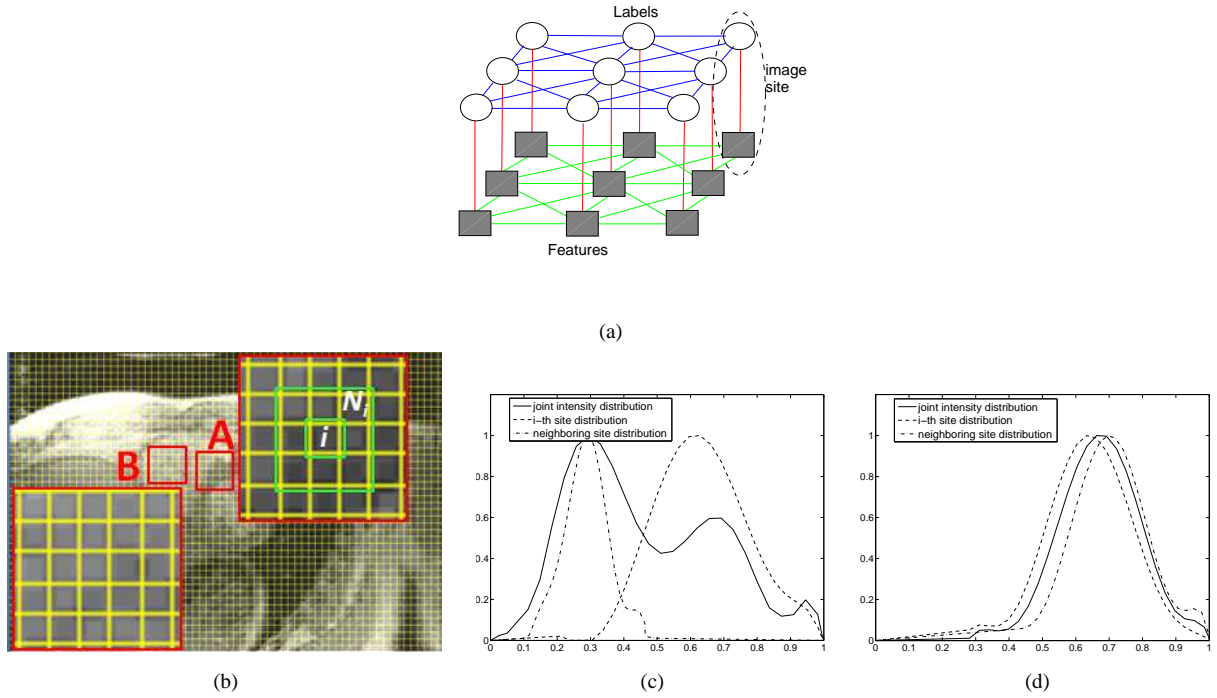 Labels
image
site
Features
(a)
A
B
N_i
i
(b)
joint intensity distribution
i-th site distribution
neighboring site distribution
1
0.8
0.6
0.4
0.2
0
0 0.1 0.2 0.3 0.4 0.5 0.6 0.7 0.8 0.9 1
(c)
joint intensity distribution
i-th site distribution
neighboring site distribution
1
0.8
0.6
0.4
0.2
0
0 0.1 0.2 0.3 0.4 0.5 0.6 0.7 0.8 0.9 1
(d)